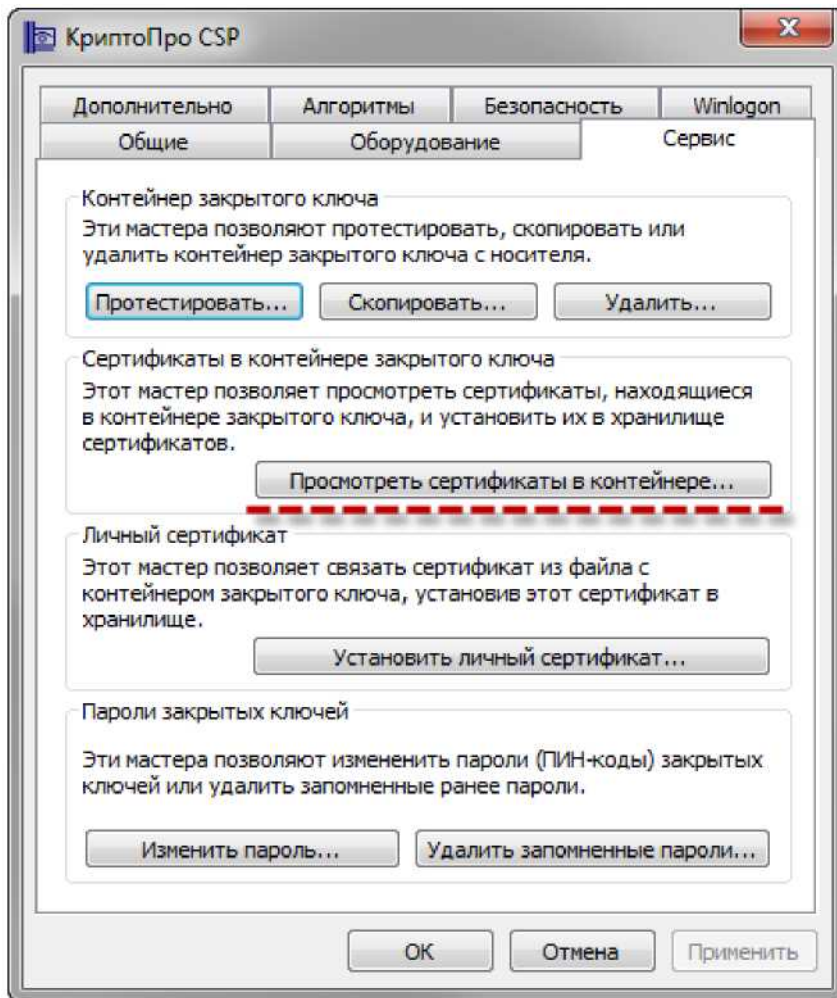 КриптоПро CSP
Дополнительно Алгоритмы Безопасность Winlogon
Общие Оборудование Сервис
Контейнер закрытого ключа
Эти мастера позволяют протестировать, скопировать или
удалить контейнер закрытого ключа с носителя.
Протестировать... Скопировать... Удалить...
Сертификаты в контейнере закрытого ключа
Этот мастер позволяет просмотреть сертификаты, находящиеся
в контейнере закрытого ключа, и установить их в хранилище
сертификатов.
Просмотреть сертификаты в контейнере...
Личный сертификат
Этот мастер позволяет связать сертификат из файла с
контейнером закрытого ключа, установив этот сертификат в
хранилище.
Установить личный сертификат...
Пароли закрытых ключей
Эти мастера позволяют измененить пароли (ПИН-коды) закрытых
ключей или удалить запомненные ранее пароли.
Изменить пароль... Удалить запомненные пароли...
ОК Отмена Применить